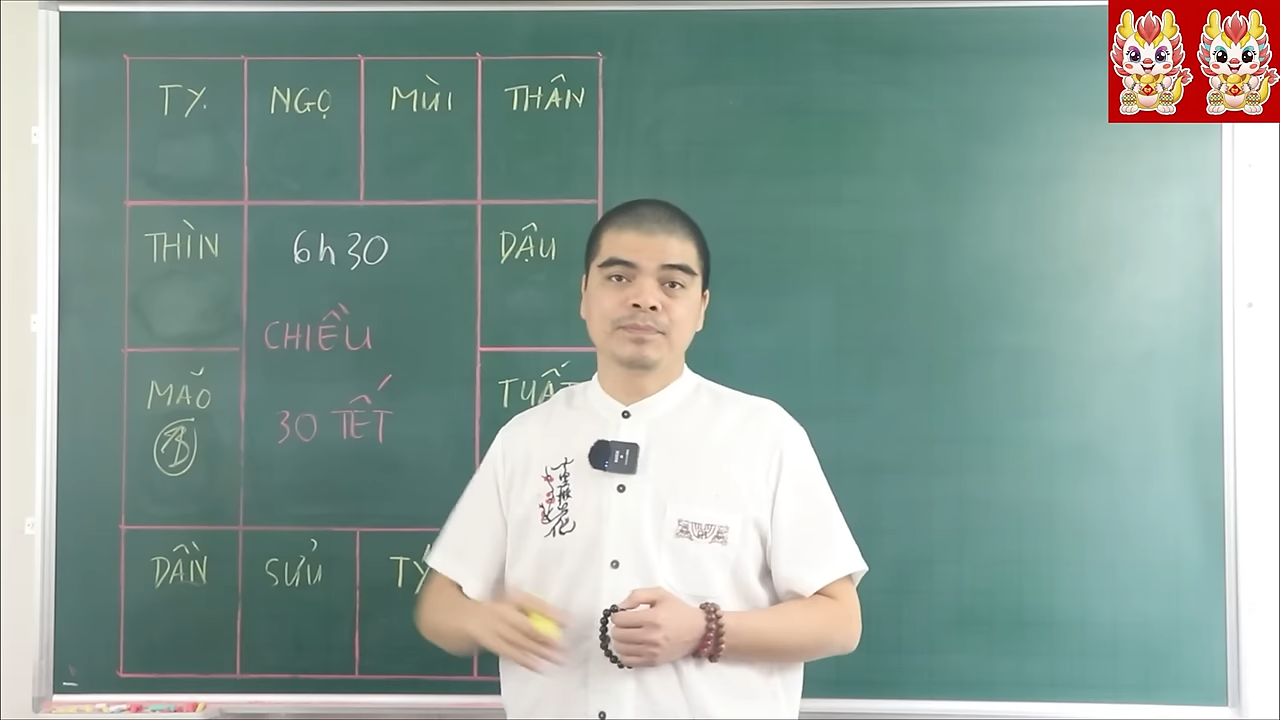 TỴ. NGỌ MÙI THÂN
THÌN 6h30 DẬU
CHIỀU
MÃO 30 TẾT
DẦN SỬU